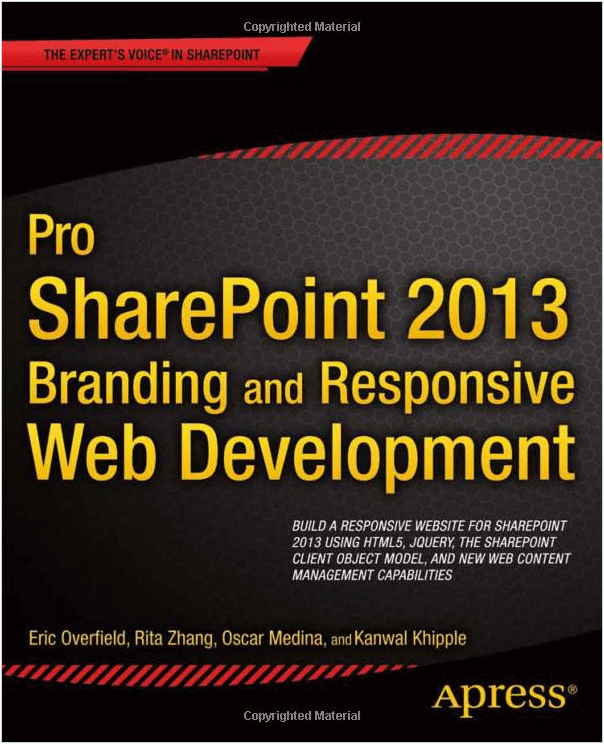 Copyrighted Material
THE EXPERT'S VOICE® IN SHAREPOINT
Pro
SharePoint 2013
Branding and Responsive
Web Development
BUILD A RESPONSIVE WEBSITE FOR SHAREPOINT
2013 USING HTML5, JQUERY, THE SHAREPOINT
CLIENT OBJECT MODEL, AND NEW WEB CONTENT
MANAGEMENT CAPABILITIES
Eric Overfield, Rita Zhang, Oscar Medina, and Kanwal Khipple
Apress®
Copyrighted Material